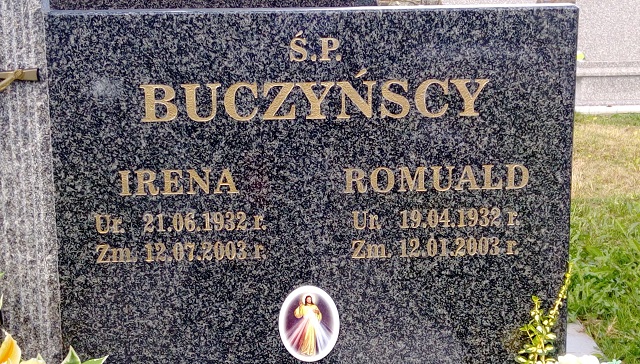 Ś.P.
BUCZYŃSCY
IRENA
Ur. 21.06.1932 r.
Zm. 12.07.2003 r.
ROMUALD
Ur. 19.04.1932 r.
Zm. 12.01.2003 r.